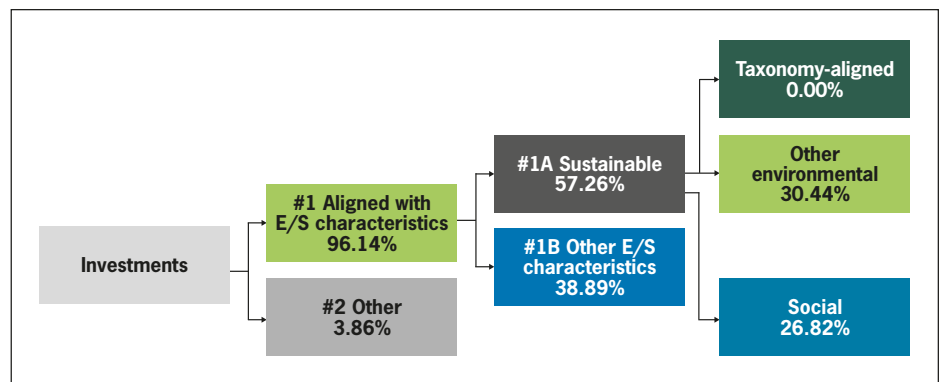 Investments
#1 Aligned with
E/S characteristics
96.14%
#2 Other
3.86%
#1A Sustainable
57.26%
#1B Other E/S
characteristics
38.89%
Taxonomy-aligned
0.00%
Other
environmental
30.44%
Social
26.82%